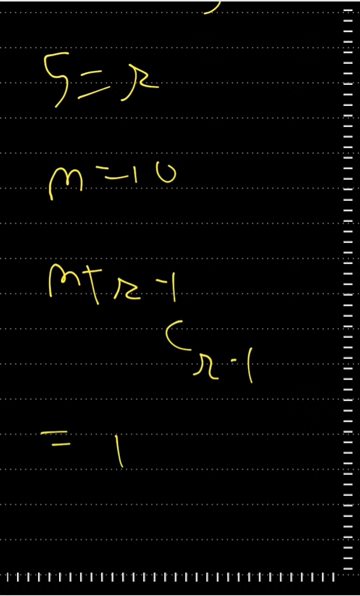 5 = r
n = 10
n+r-1
C r-1
= 1